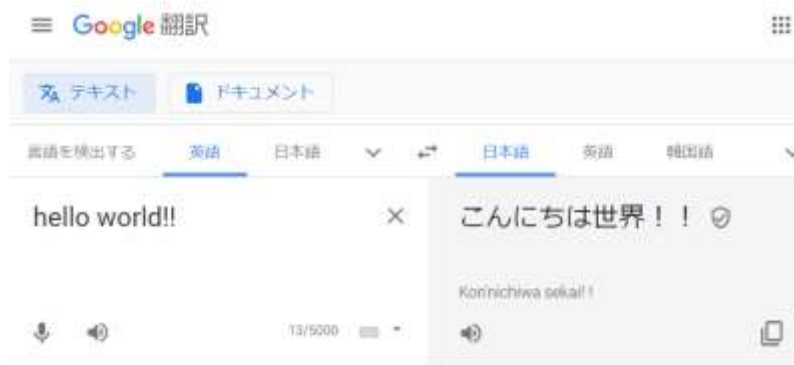 Google 翻訳
テキスト ドキュメント
言語を検出する 英語 日本語 日本語 英語 韓国語
hello world!! こんにちは世界！！
Kon'nichiwa sekai! !
13/5000